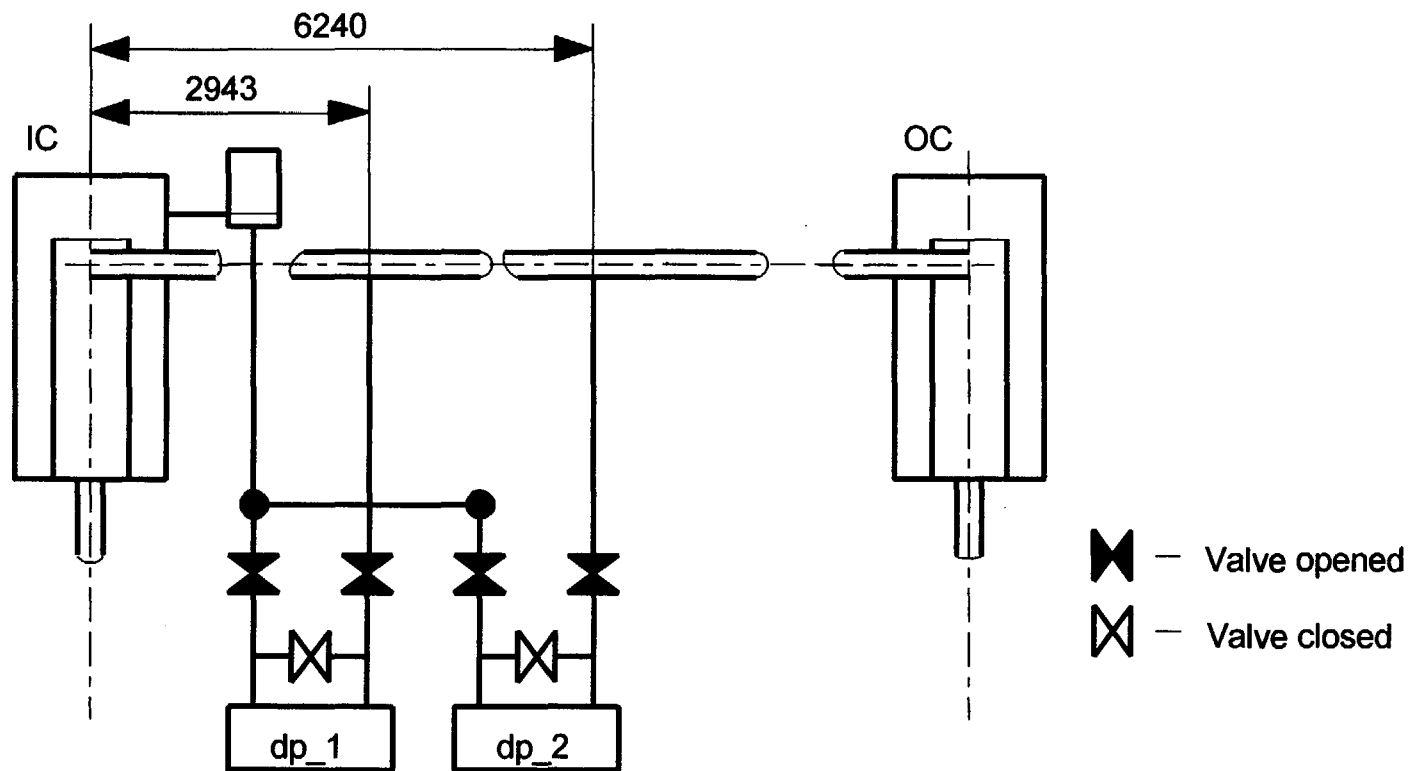 6240
2943
IC
OC
– Valve opened
– Valve closed
dp_1
dp_2